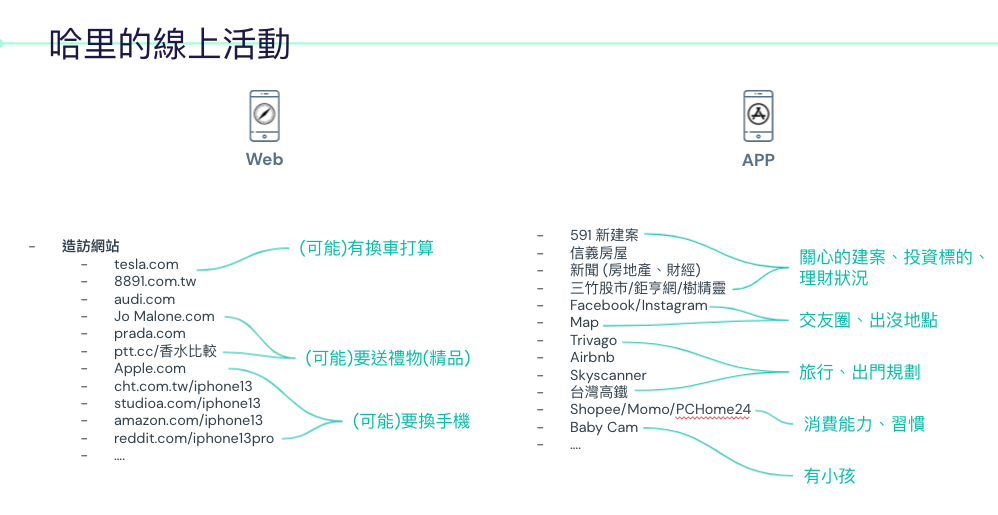 哈里的線上活動
Web
- 造訪網站
- tesla.com
- 8891.com.tw
- audi.com
- Jo Malone.com
- prada.com
- ptt.cc/香水比較
- Apple.com
- cht.com.tw/iphone13
- studioa.com/iphone13
- amazon.com/iphone13
- reddit.com/iphone13pro
- ....
(可能)有換車打算
(可能)要送禮物(精品)
(可能)要換手機
APP
- 591 新建案
- 信義房屋
- 新聞 (房地產、財經)
- 三竹股市/鉅亨網/樹精靈
- Facebook/Instagram
- Map
- Trivago
- Airbnb
- Skyscanner
- 台灣高鐵
- Shopee/Momo/PCHome24
- Baby Cam
- ....
關心的建案、投資標的、
理財狀況
交友圈、出沒地點
旅行、出門規劃
消費能力、習慣
有小孩